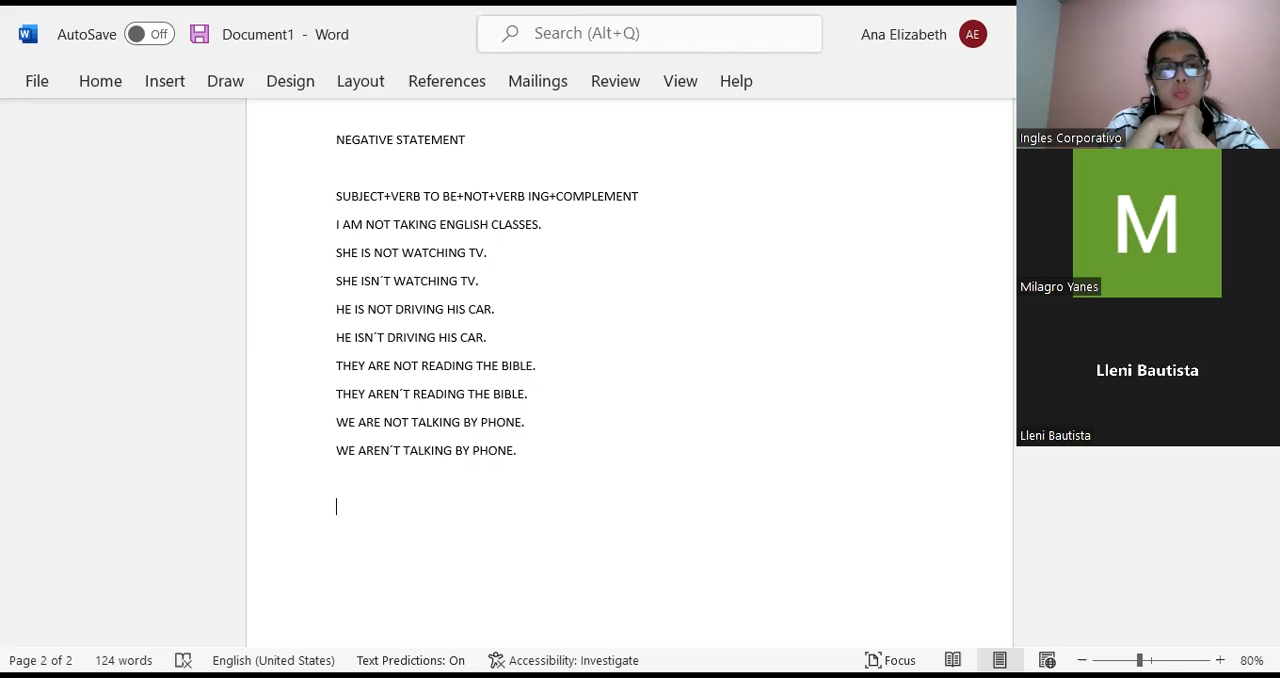 AutoSave Off Document1 - Word Search (Alt+Q) Ana Elizabeth AE
File Home Insert Draw Design Layout References Mailings Review View Help
NEGATIVE STATEMENT
SUBJECT+VERB TO BE+NOT+VERB ING+COMPLEMENT
I AM NOT TAKING ENGLISH CLASSES.
SHE IS NOT WATCHING TV.
SHE ISN´T WATCHING TV.
HE IS NOT DRIVING HIS CAR.
HE ISN´T DRIVING HIS CAR.
THEY ARE NOT READING THE BIBLE.
THEY AREN´T READING THE BIBLE.
WE ARE NOT TALKING BY PHONE.
WE AREN´T TALKING BY PHONE.
Ingles Corporativo
M
Milagro Yanes
Lleni Bautista
Lleni Bautista
Page 2 of 2 124 words English (United States) Text Predictions: On Accessibility: Investigate Focus 80%